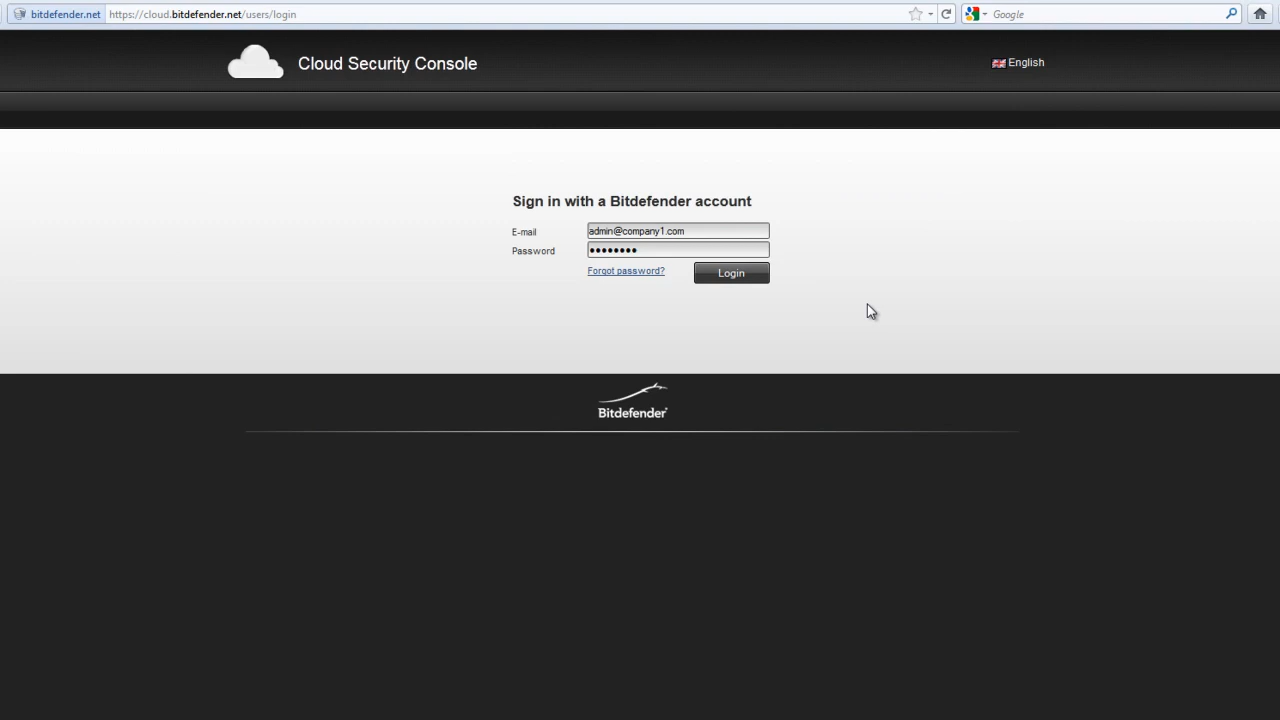 bitdefender.net https://cloud.bitdefender.net/users/login Google
Cloud Security Console
English
Sign in with a Bitdefender account
E-mail admin@company1.com
Password ••••••••
Forgot password? Login
Bitdefender